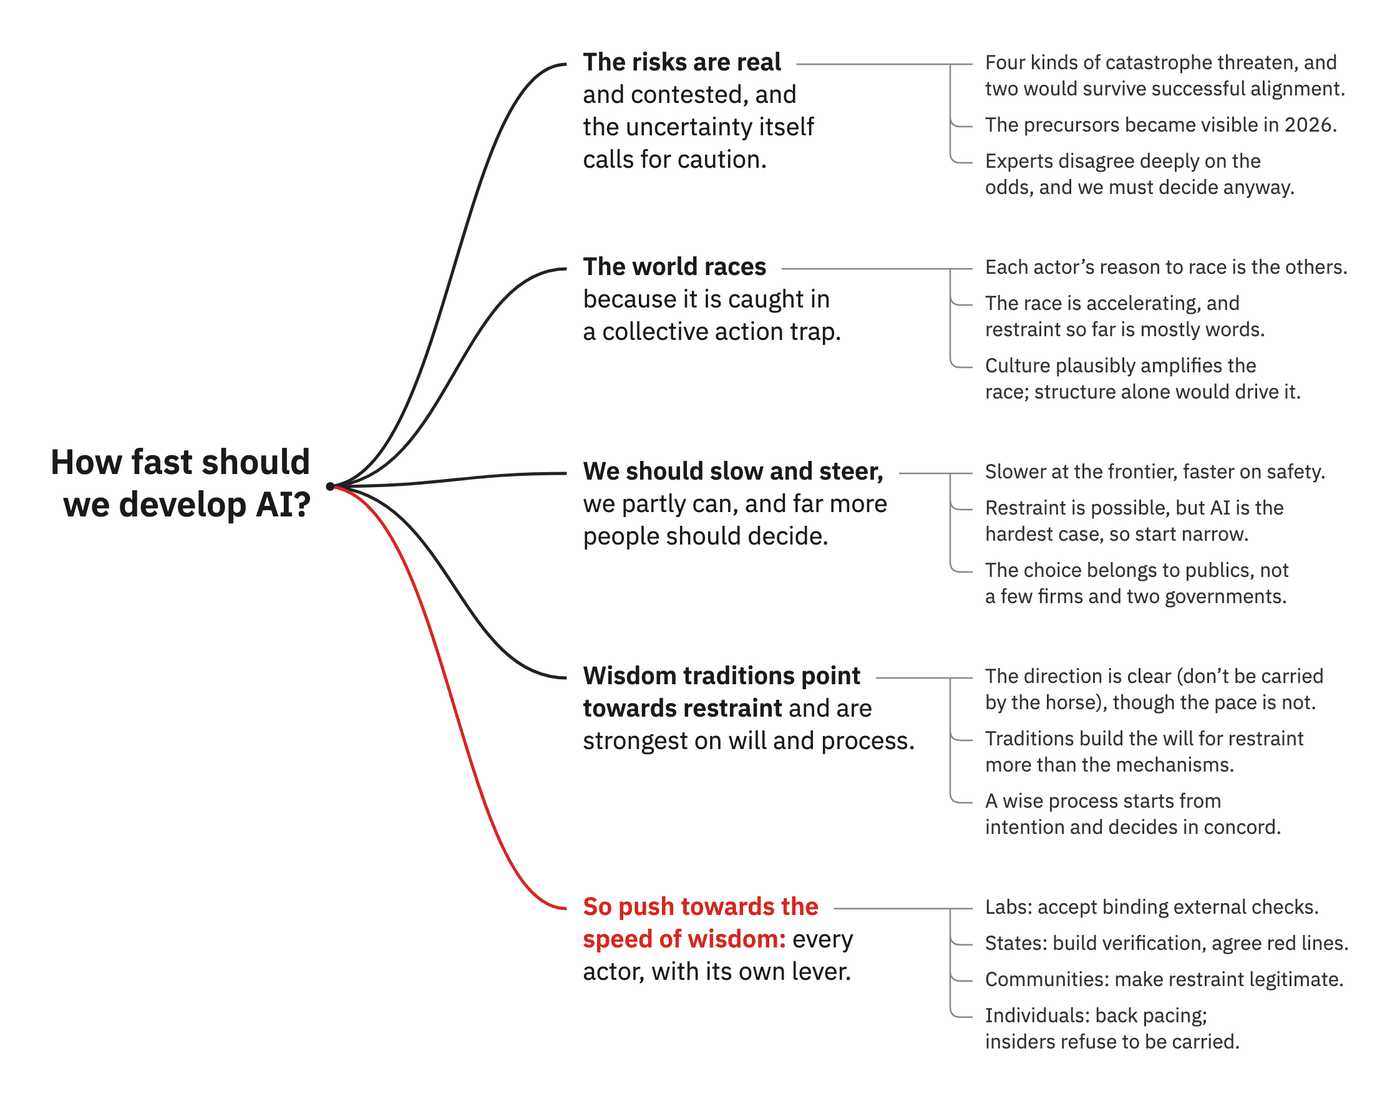 How fast should
we develop AI?
The risks are real
and contested, and
the uncertainty itself
calls for caution.
Four kinds of catastrophe threaten, and
two would survive successful alignment.
The precursors became visible in 2026.
Experts disagree deeply on the
odds, and we must decide anyway.
The world races
because it is caught in
a collective action trap.
Each actor’s reason to race is the others.
The race is accelerating, and
restraint so far is mostly words.
Culture plausibly amplifies the
race; structure alone would drive it.
We should slow and steer,
we partly can, and far more
people should decide.
Slower at the frontier, faster on safety.
Restraint is possible, but AI is the
hardest case, so start narrow.
The choice belongs to publics, not
a few firms and two governments.
Wisdom traditions point
towards restraint and are
strongest on will and process.
The direction is clear (don’t be carried
by the horse), though the pace is not.
Traditions build the will for restraint
more than the mechanisms.
A wise process starts from
intention and decides in concord.
So push towards the
speed of wisdom: every
actor, with its own lever.
Labs: accept binding external checks.
States: build verification, agree red lines.
Communities: make restraint legitimate.
Individuals: back pacing;
insiders refuse to be carried.